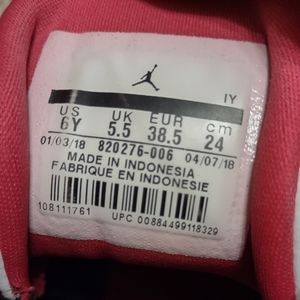 IY
US UK EUR cm
6Y 5.5 38.5 24
01/03/18 820276-006 04/07/18
MADE IN INDONESIA
FABRIQUE EN INDONESIE
108111761
UPC 00884499118329